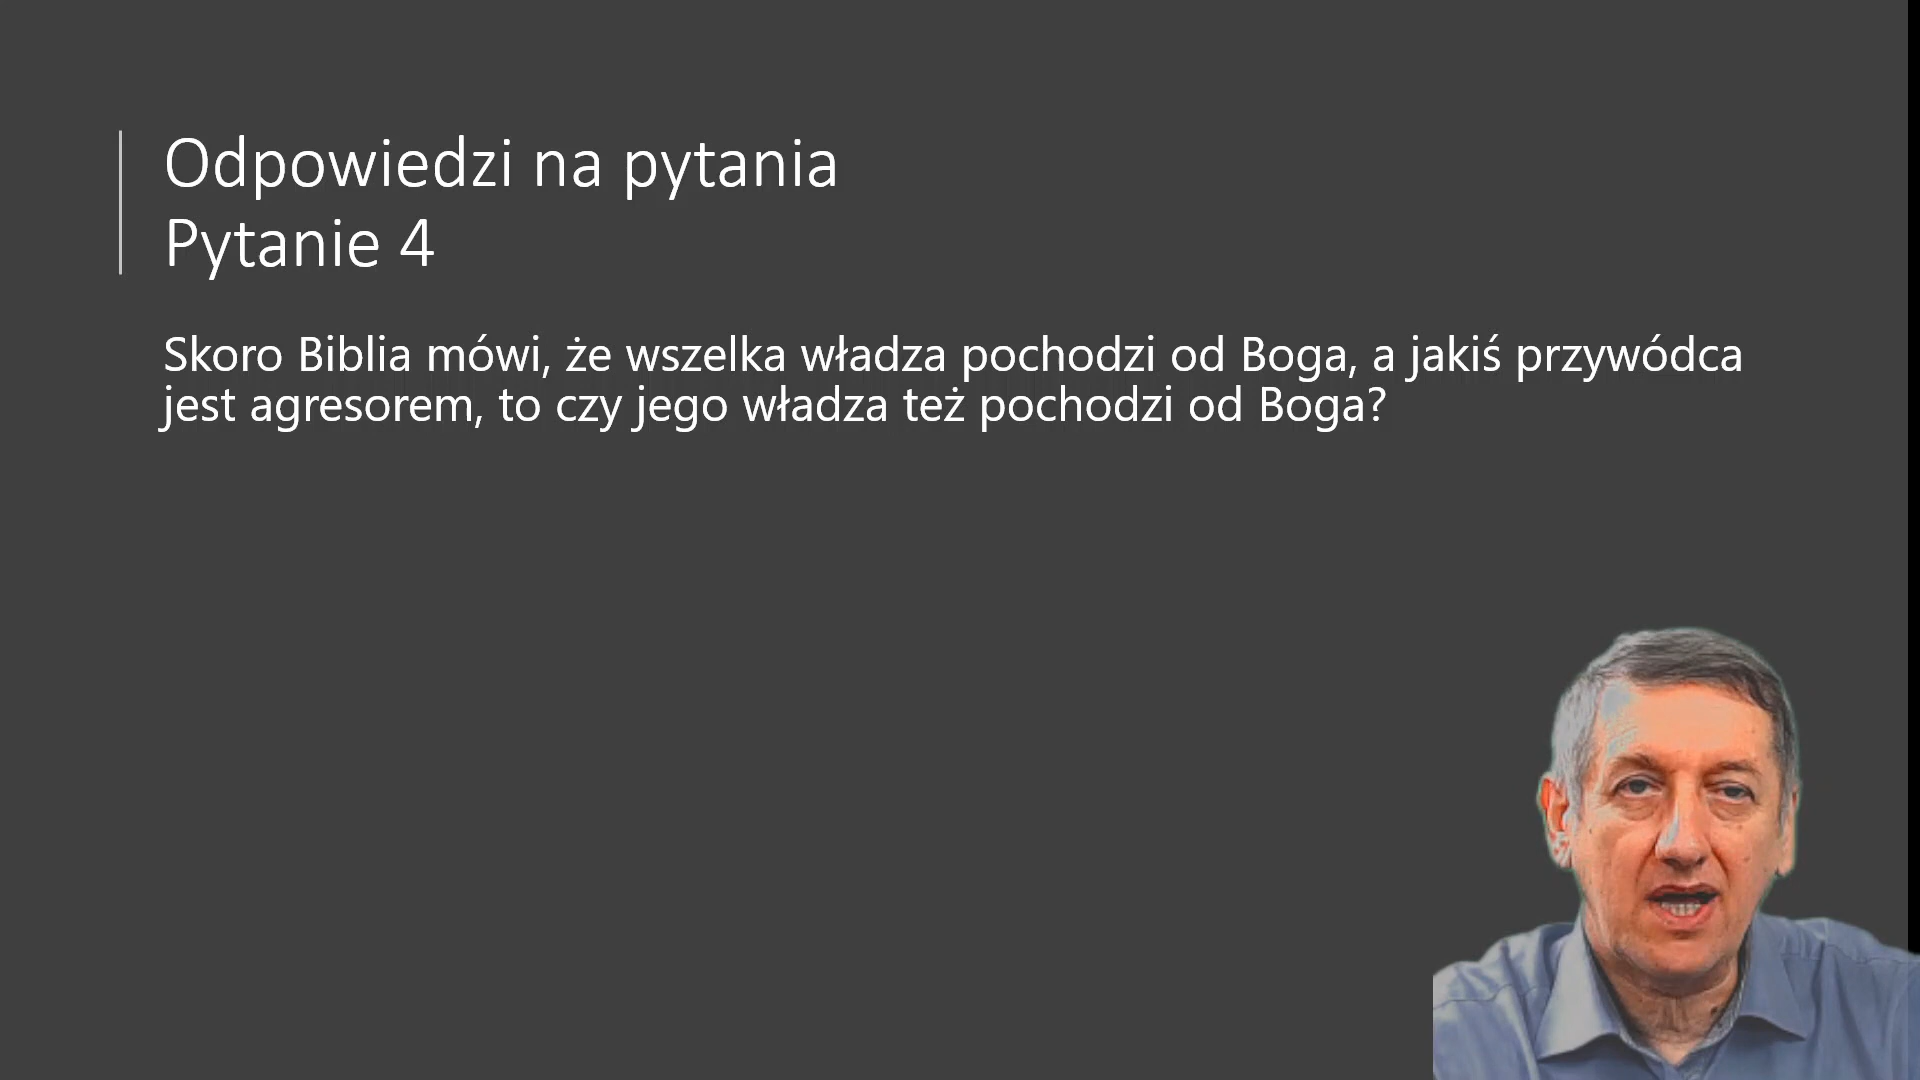 Odpowiedzi na pytania
Pytanie 4
Skoro Biblia mówi, że wszelka władza pochodzi od Boga, a jakiś przywódca
jest agresorem, to czy jego władza też pochodzi od Boga?